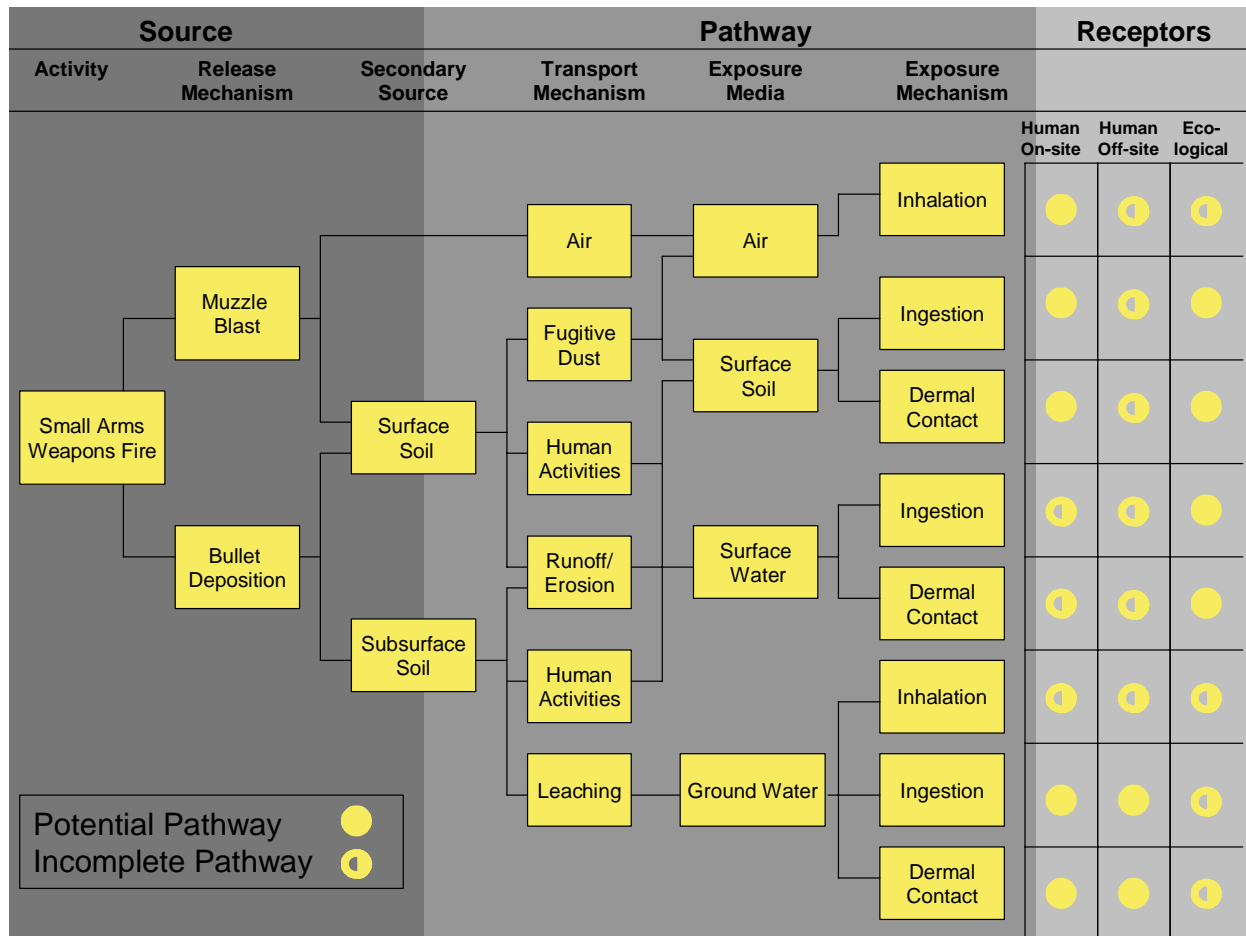 Source
Pathway
Receptors
Activity
Release
Mechanism
Secondary
Source
Transport
Mechanism
Exposure
Media
Exposure
Mechanism
Human
On-site
Human
Off-site
Eco-
logical
Small Arms
Weapons Fire
Muzzle
Blast
Bullet
Deposition
Surface
Soil
Subsurface
Soil
Air
Fugitive
Dust
Human
Activities
Runoff/
Erosion
Human
Activities
Leaching
Air
Surface
Soil
Surface
Water
Ground Water
Inhalation
Ingestion
Dermal
Contact
Ingestion
Dermal
Contact
Inhalation
Ingestion
Dermal
Contact
Potential Pathway
Incomplete Pathway